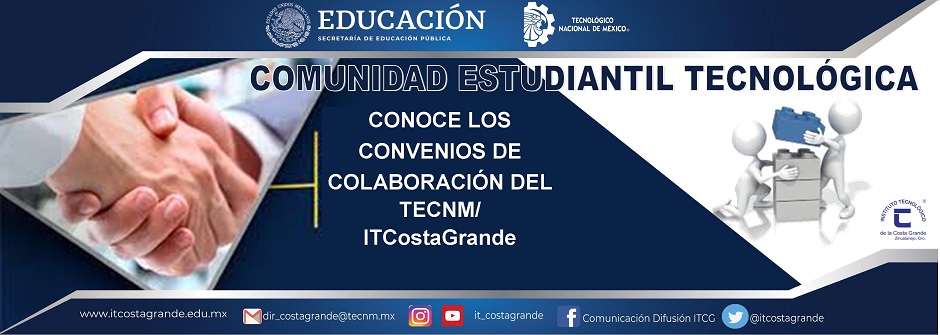 EDUCACIÓN
SECRETARÍA DE EDUCACIÓN PÚBLICA
TECNOLÓGICO
NACIONAL DE MÉXICO®
COMUNIDAD ESTUDIANTIL TECNOLÓGICA
CONOCE LOS
CONVENIOS DE
COLABORACIÓN DEL
TECNM/
ITCostaGrande
INSTITUTO TECNOLÓGICO
®
de la Costa Grande
Zihuatanejo, Gro.
www.itcostagrande.edu.mx
dir_costagrande@tecnm.mx
it_costagrande
Comunicación Difusión ITCG
@itcostagrande